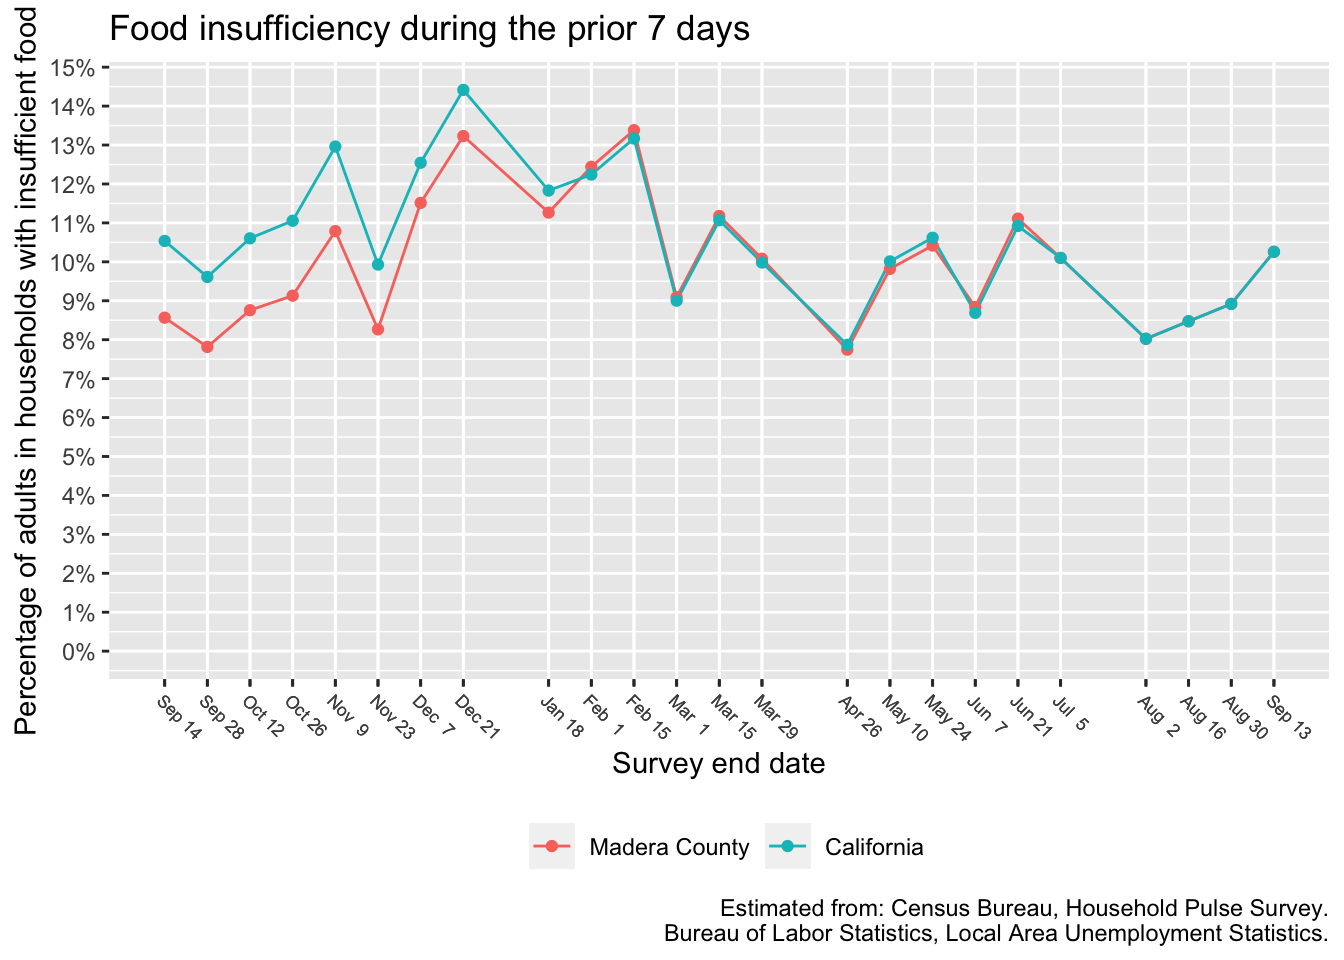 Food insufficiency during the prior 7 days
Percentage of adults in households with insufficient food
15%
14%
13%
12%
11%
10%
9%
8%
7%
6%
5%
4%
3%
2%
1%
0%
Sep 14
Sep 28
Oct 12
Oct 26
Nov 9
Nov 23
Dec 7
Dec 21
Jan 18
Feb 1
Feb 15
Mar 1
Mar 15
Mar 29
Apr 26
May 10
May 24
Jun 7
Jun 21
Jul 5
Aug 2
Aug 16
Aug 30
Sep 13
Survey end date
Madera County
California
Estimated from: Census Bureau, Household Pulse Survey.
Bureau of Labor Statistics, Local Area Unemployment Statistics.